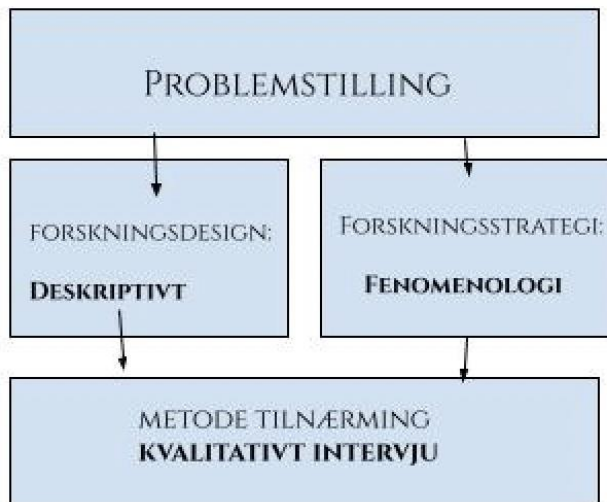 PROBLEMSTILLING
FORSKNINGSDESIGN:
DESKRIPTIVT
FORSKNINGSSTRATEGI:
FENOMENOLOGI
METODE TILNÆRMING
KVALITATIVT INTERVJU